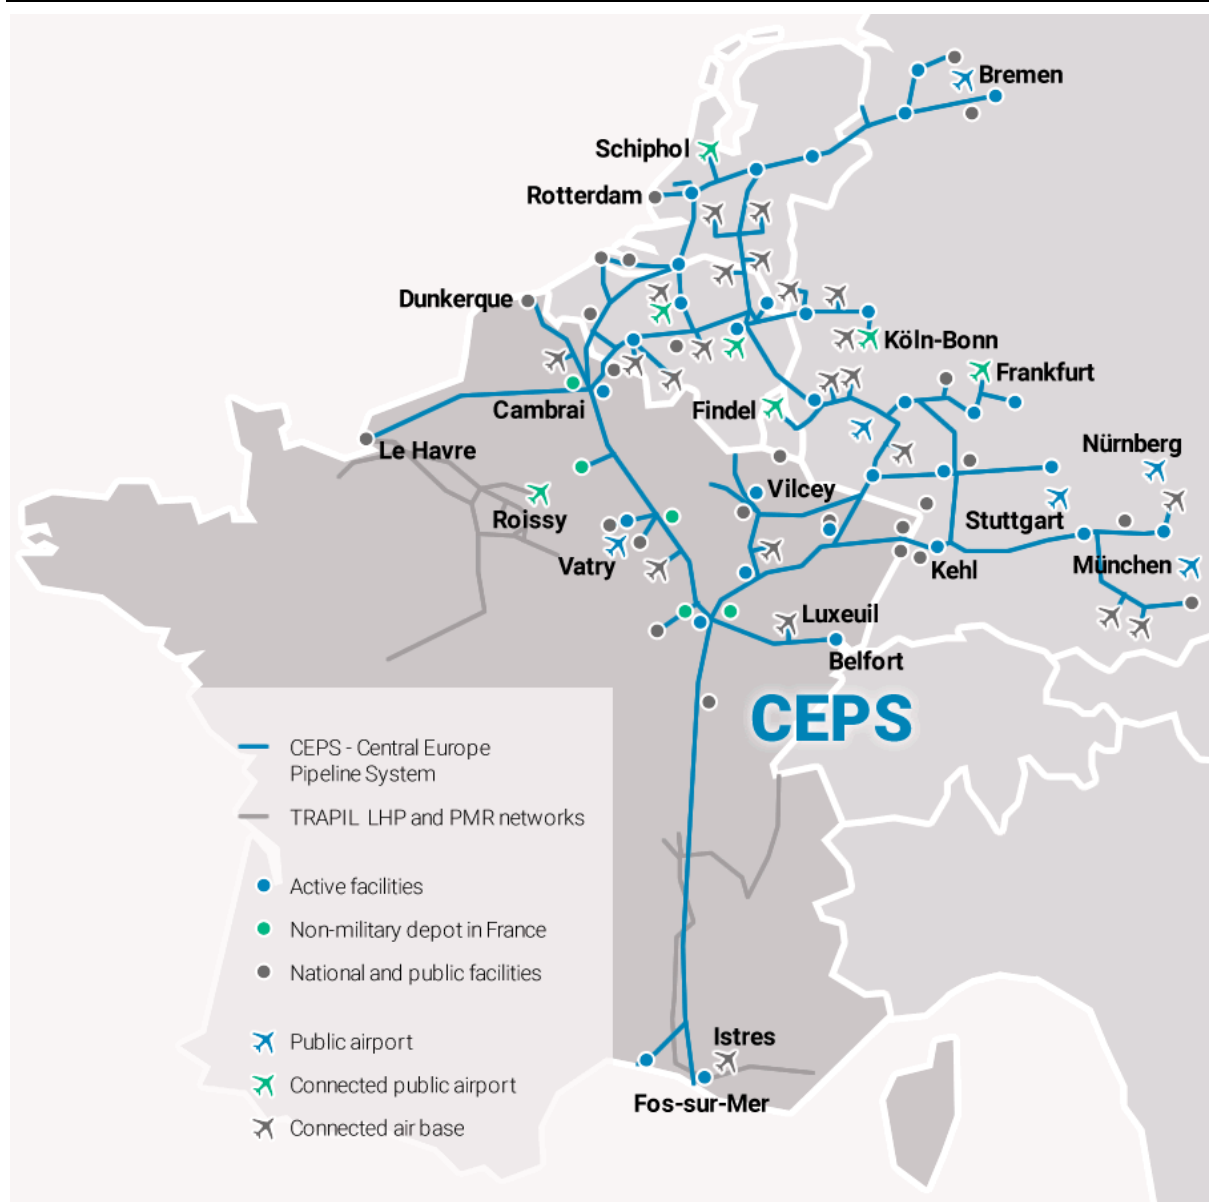 Bremen
Schiphol
Rotterdam
Dunkerque
Köln-Bonn
Frankfurt
Cambrai
Findel
Le Havre
Nürnberg
Vilcey
Roissy
Stuttgart
Vatry
Kehl
München
Luxeuil
Belfort
CEPS
CEPS - Central Europe
Pipeline System
TRAPIL LHP and PMR networks
Active facilities
Non-military depot in France
National and public facilities
Public airport
Connected public airport
Connected air base
Istres
Fos-sur-Mer